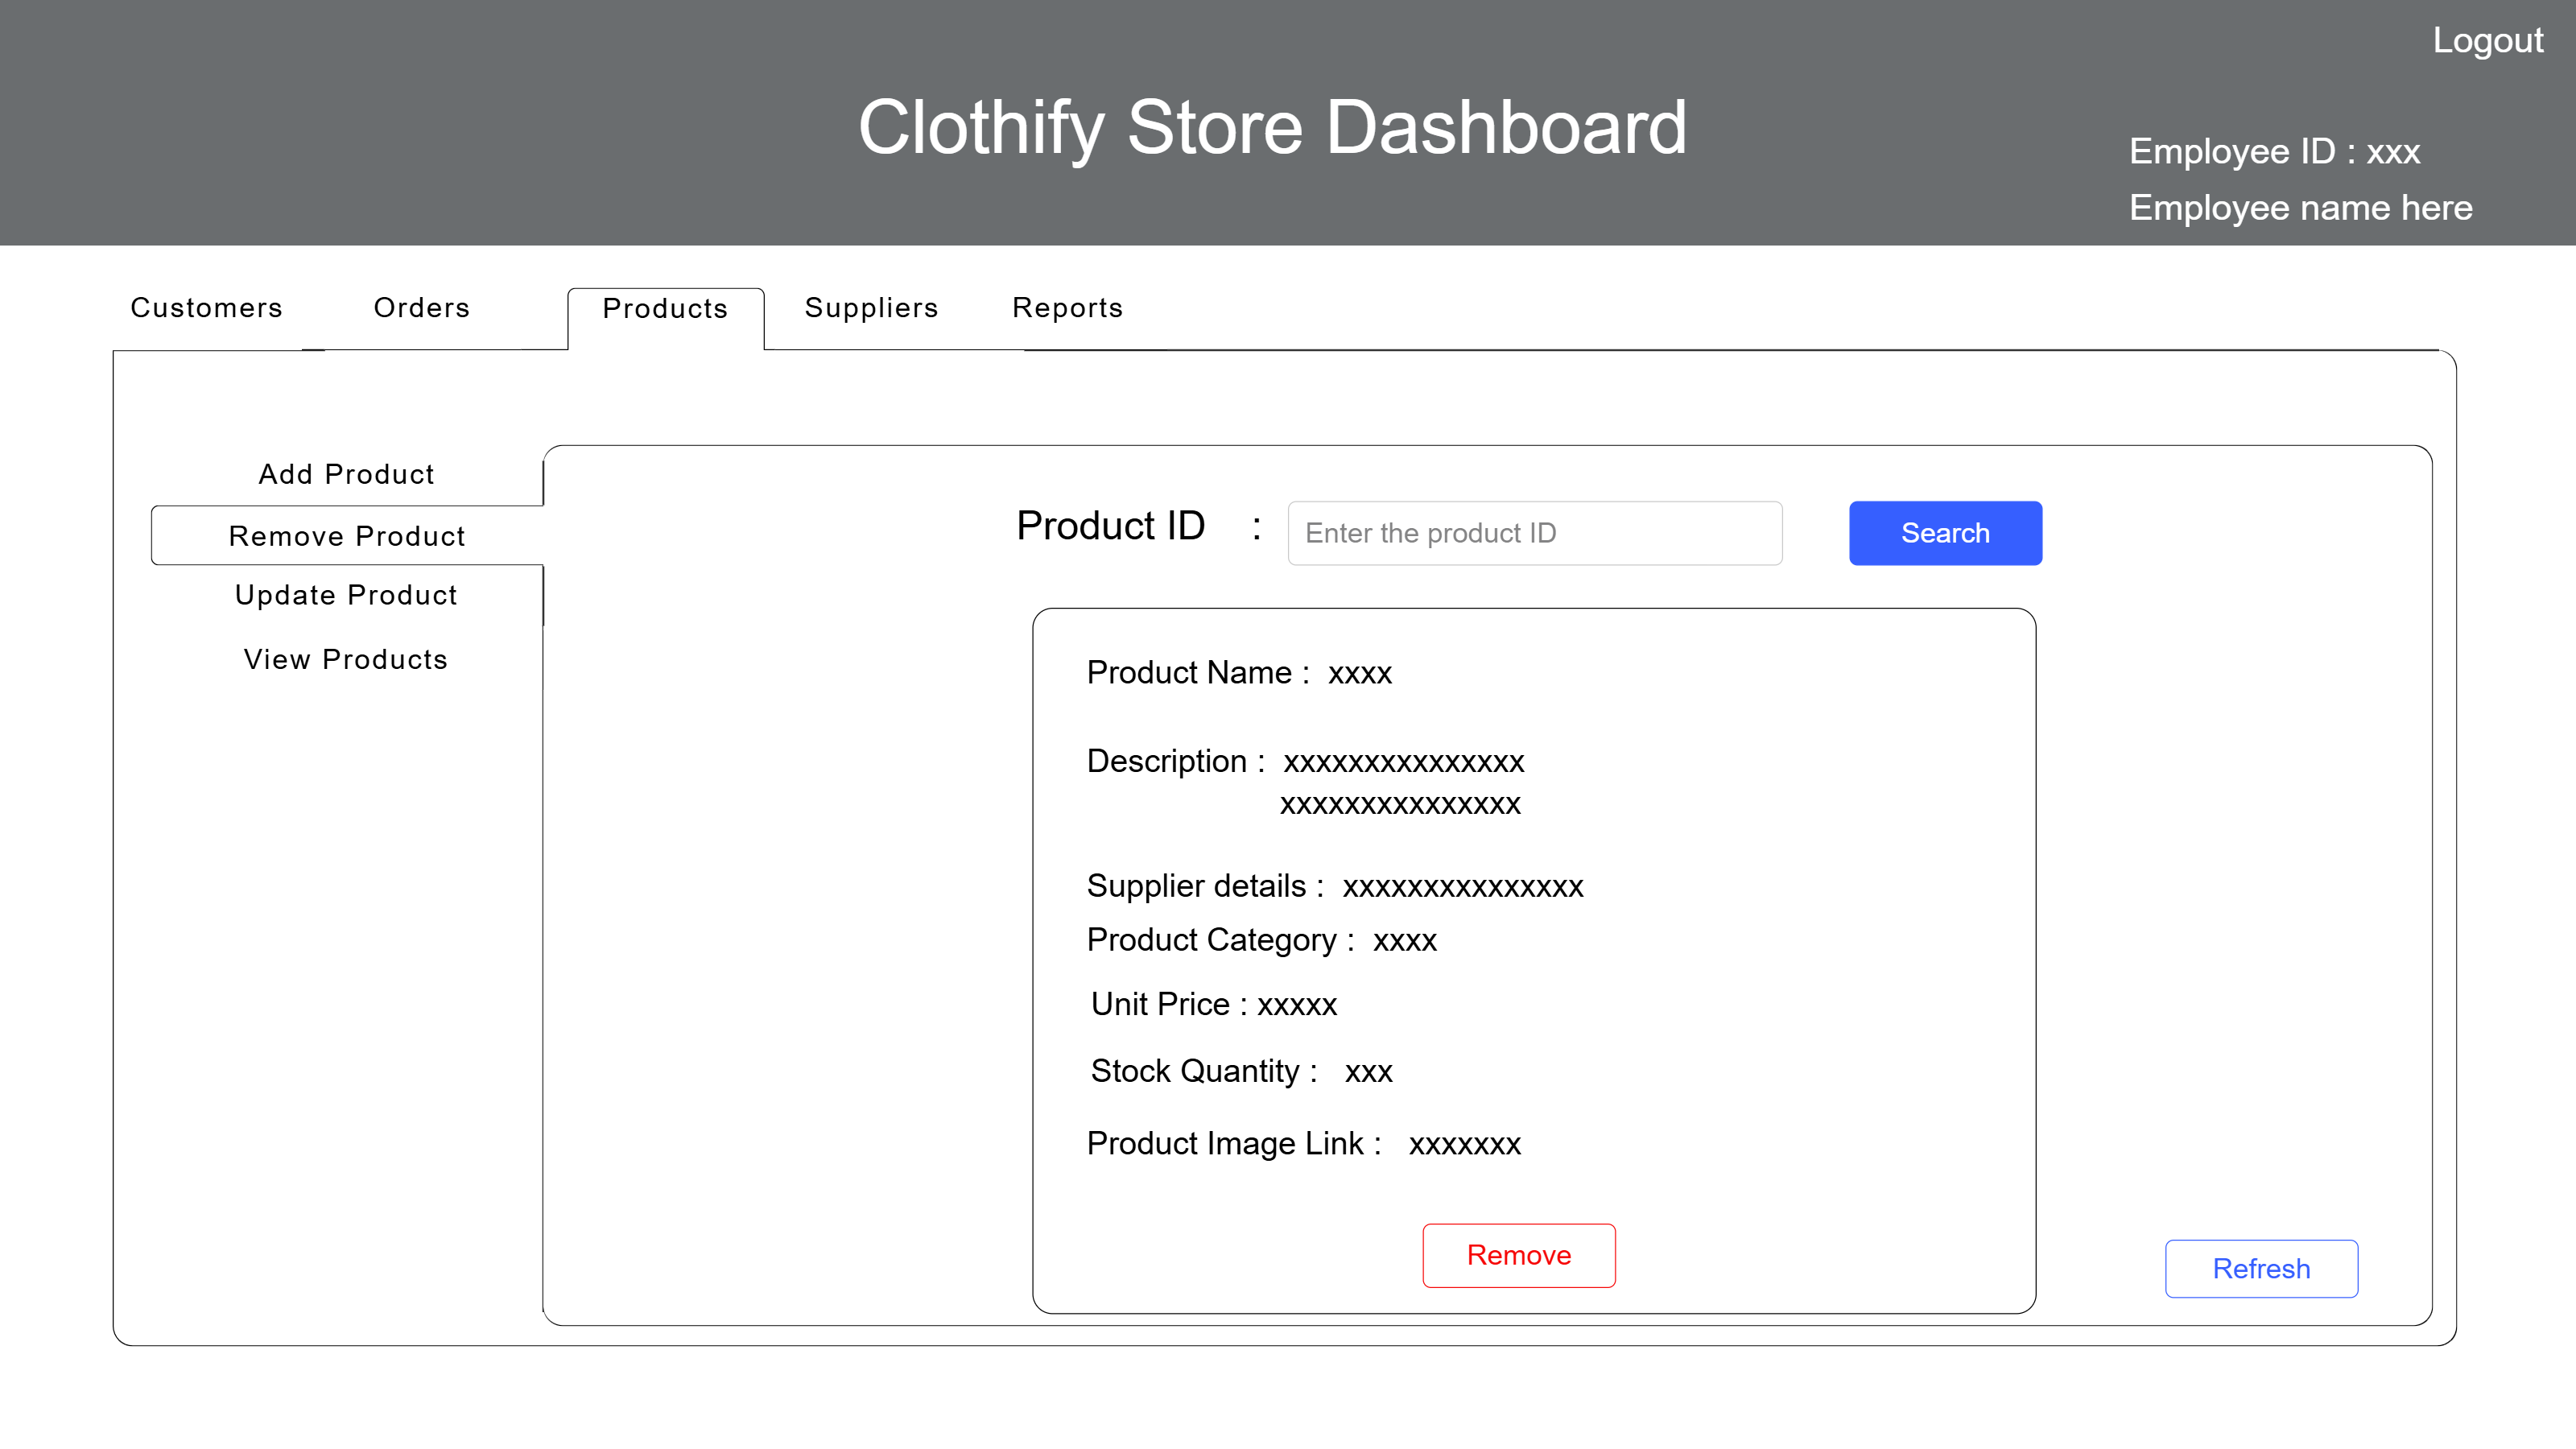 Logout
Clothify Store Dashboard
Employee ID : xxx
Employee name here
Customers Orders Products Suppliers Reports
Add Product
Remove Product
Update Product
View Products
Product ID : Enter the product ID Search
Product Name : xxxx
Description : xxxxxxxxxxxxxxx
xxxxxxxxxxxxxxx
Supplier details : xxxxxxxxxxxxxxx
Product Category : xxxx
Unit Price : xxxxx
Stock Quantity : xxx
Product Image Link : xxxxxxx
Remove
Refresh